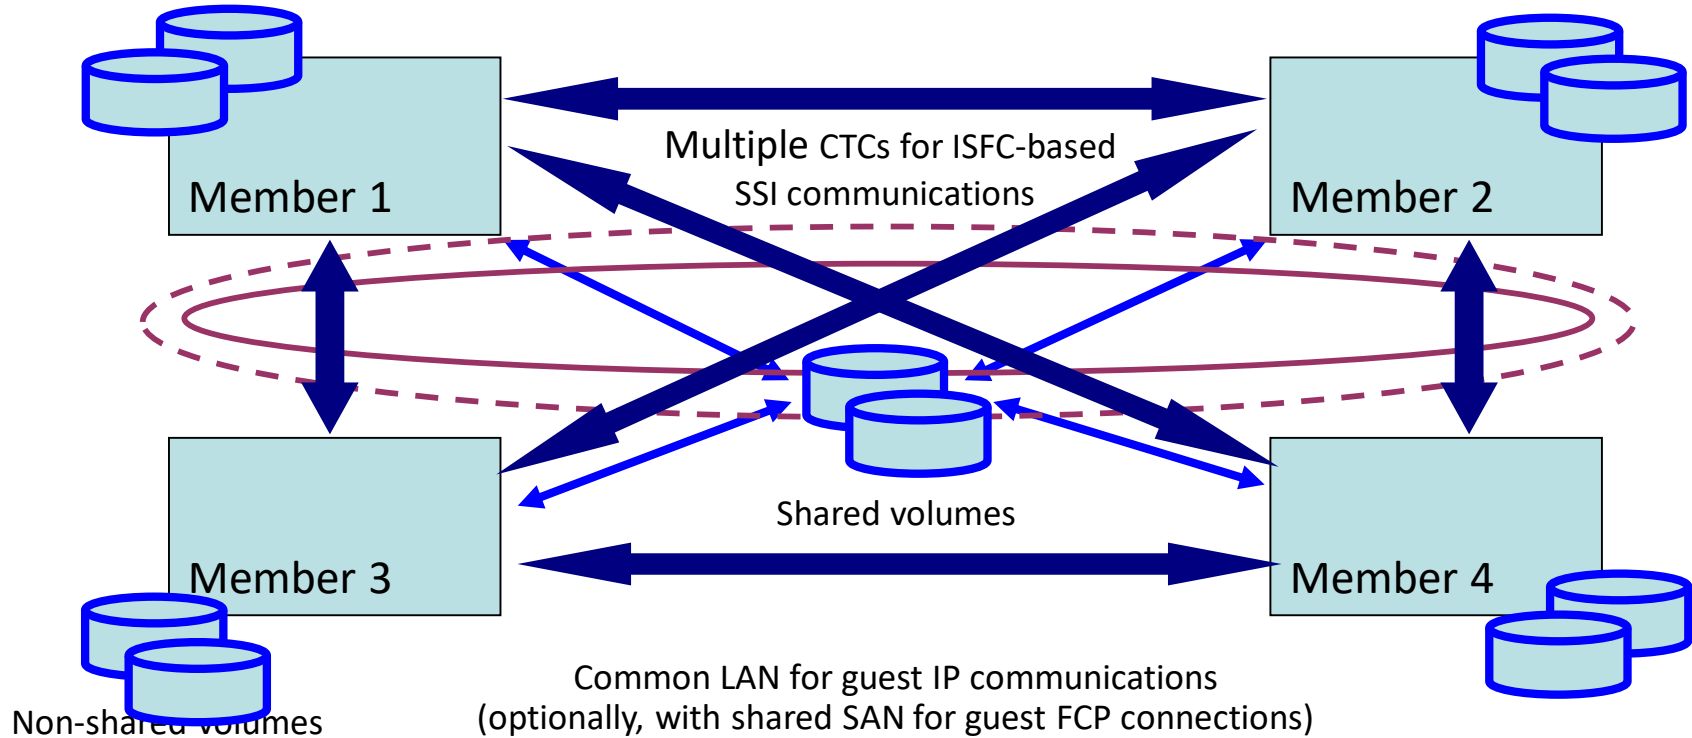 Multiple CTCs for ISFC-based
SSI communications
Member 1
Member 2
Shared volumes
Member 3
Member 4
Common LAN for guest IP communications
(optionally, with shared SAN for guest FCP connections)
Non-shared volumes